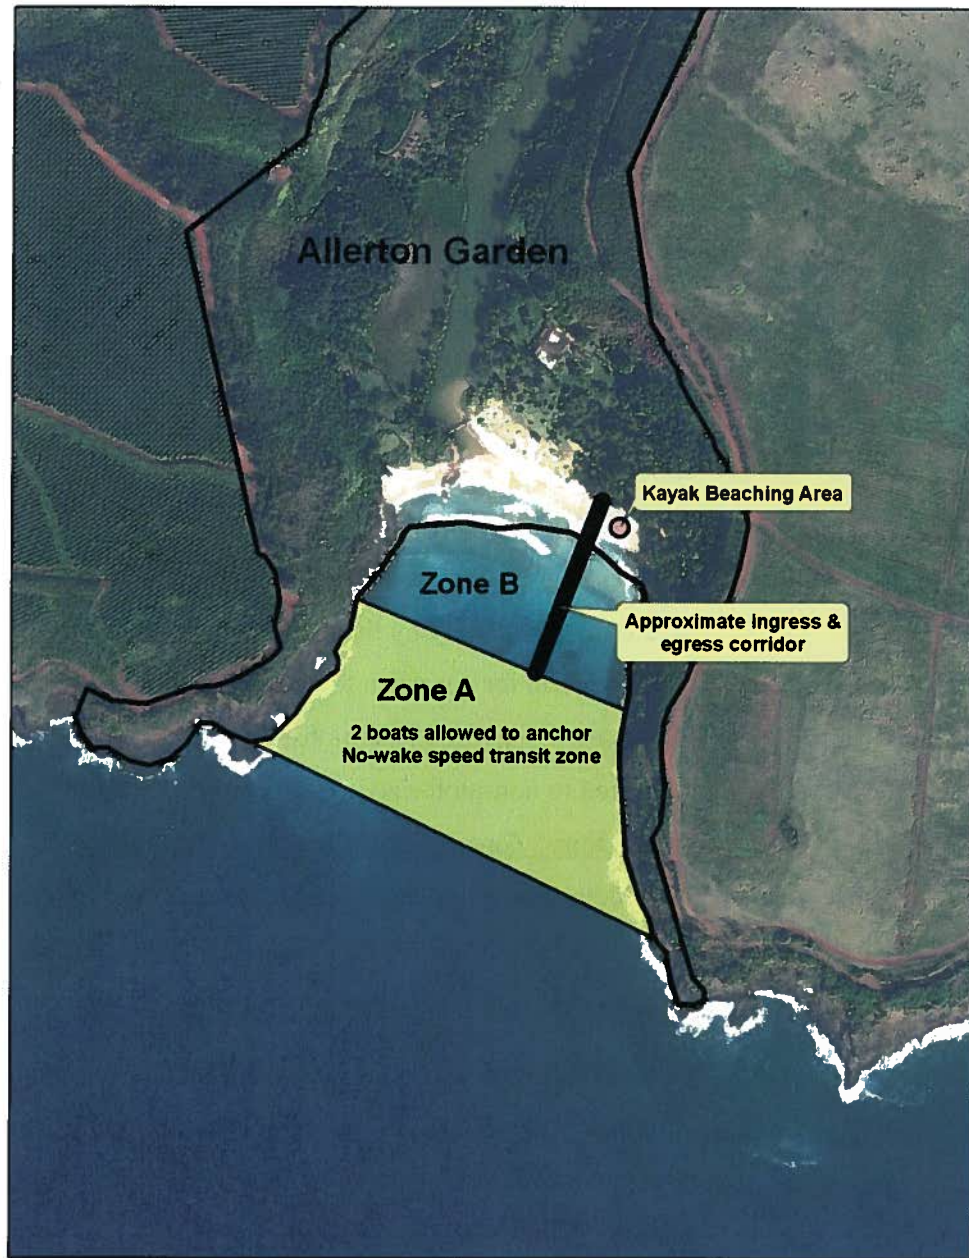 Allerton Garden
Kayak Beaching Area
Zone B
Approximate ingress &
egress corridor
Zone A
2 boats allowed to anchor
No-wake speed transit zone